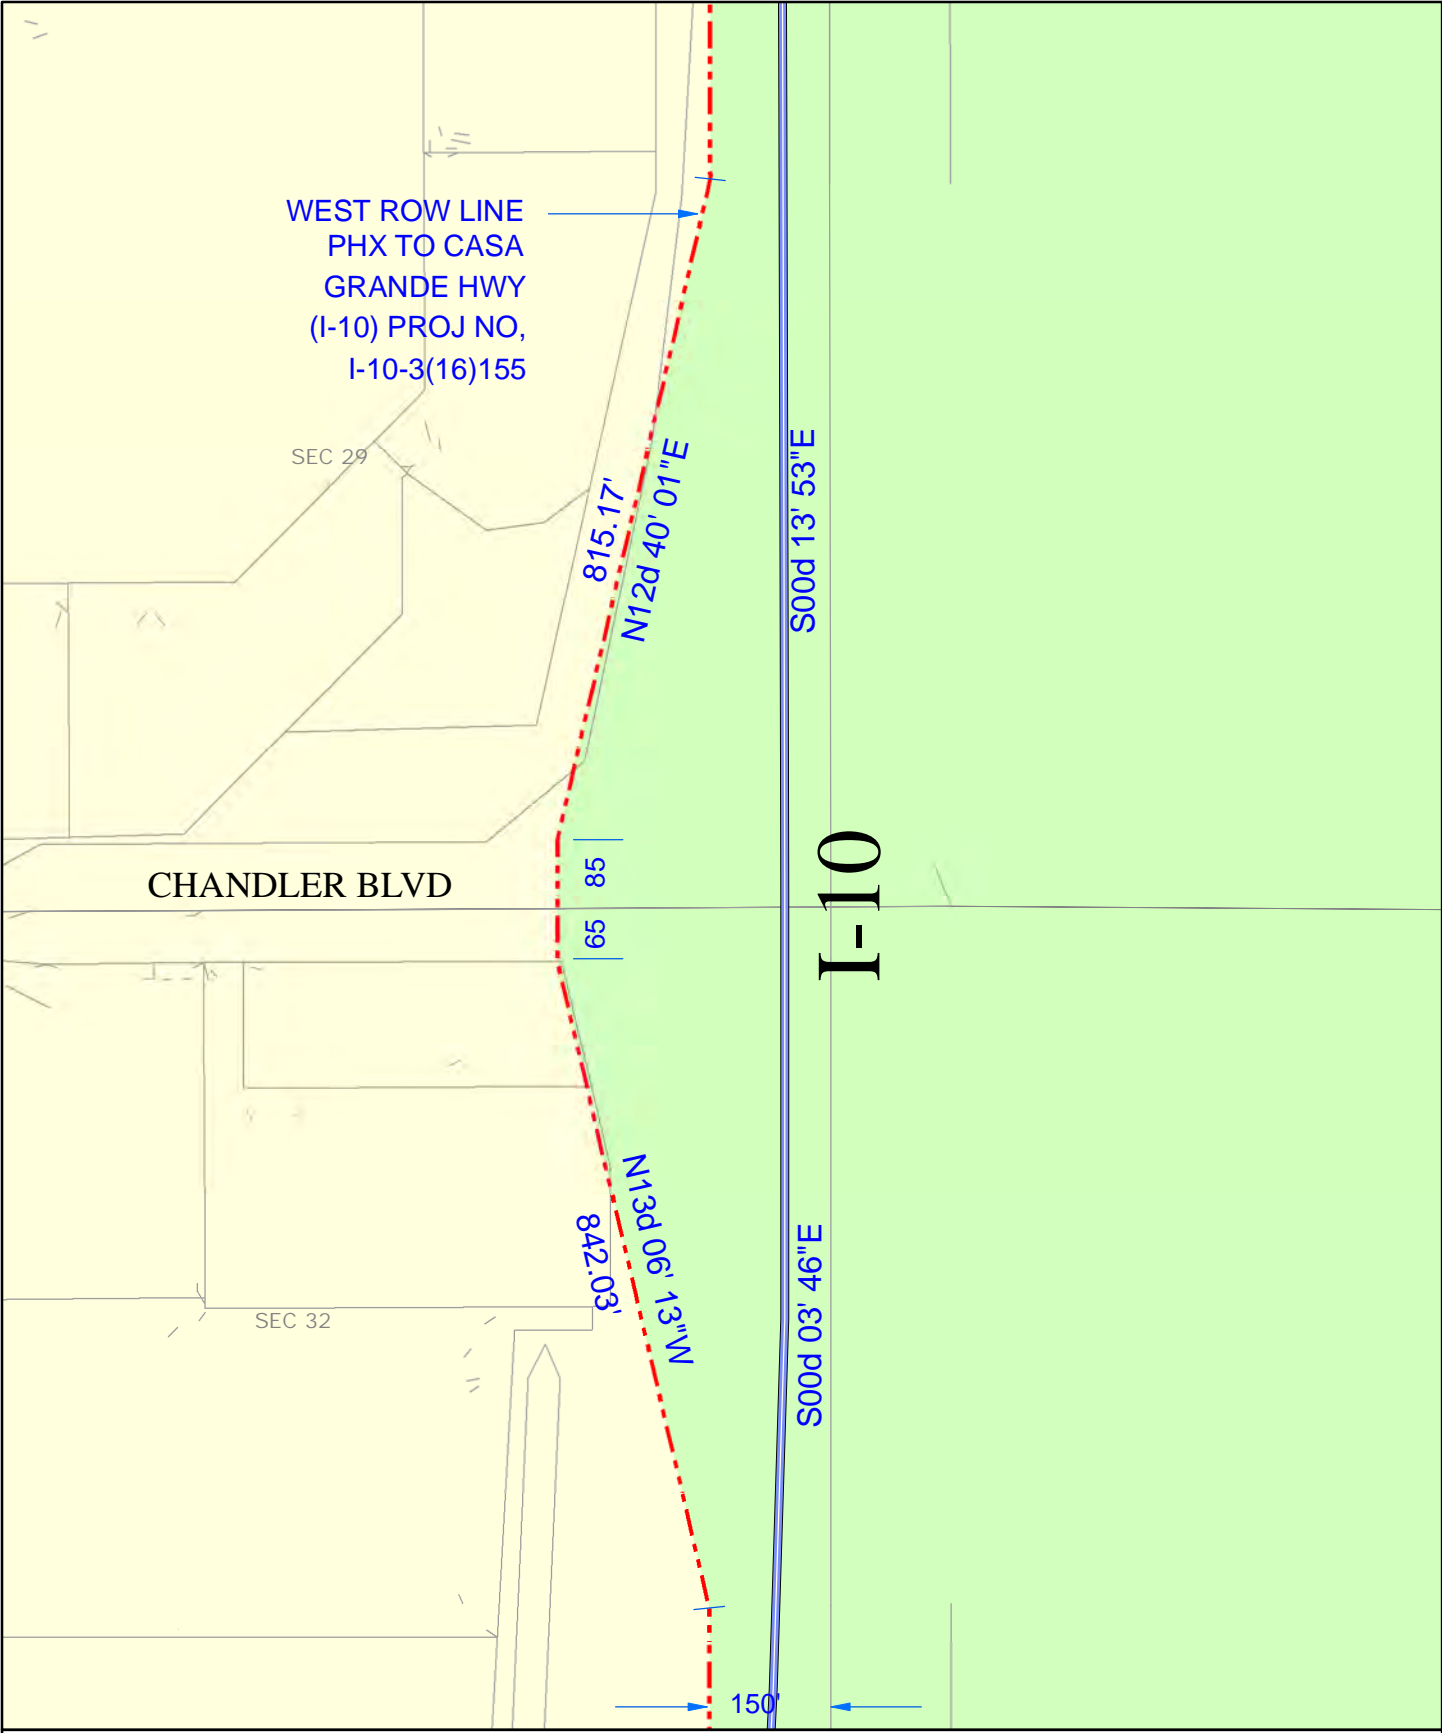 WEST ROW LINE
PHX TO CASA
GRANDE HWY
(I-10) PROJ NO,
I-10-3(16)155
SEC 29
815.17'
N12d 40' 01"E
S00d 13' 53"E
CHANDLER BLVD
85
65
I-10
N13d 06' 13"W
842.03'
S00d 03' 46"E
SEC 32
150'